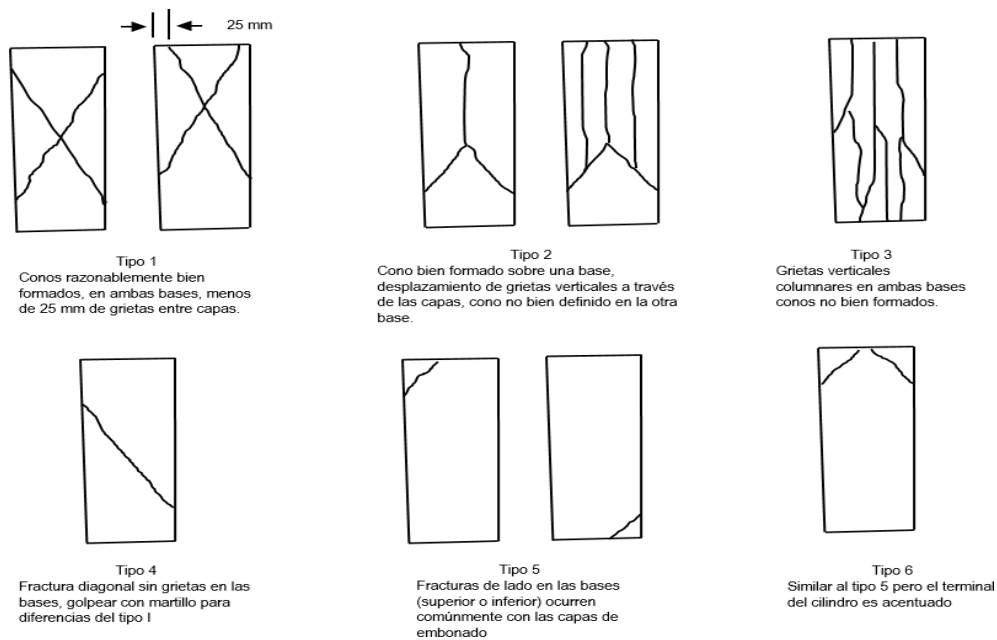 25 mm
Tipo 1
Conos razonablemente bien
formados, en ambas bases, menos
de 25 mm de grietas entre capas.
Tipo 2
Cono bien formado sobre una base,
desplazamiento de grietas verticales a través
de las capas, cono no bien definido en la otra
base.
Tipo 3
Grietas verticales
columnares en ambas bases
conos no bien formados.
Tipo 4
Fractura diagonal sin grietas en las
bases, golpear con martillo para
diferencias del tipo I
Tipo 5
Fracturas de lado en las bases
(superior o inferior) ocurren
comúnmente con las capas de
embonado
Tipo 6
Similar al tipo 5 pero el terminal
del cilindro es acentuado